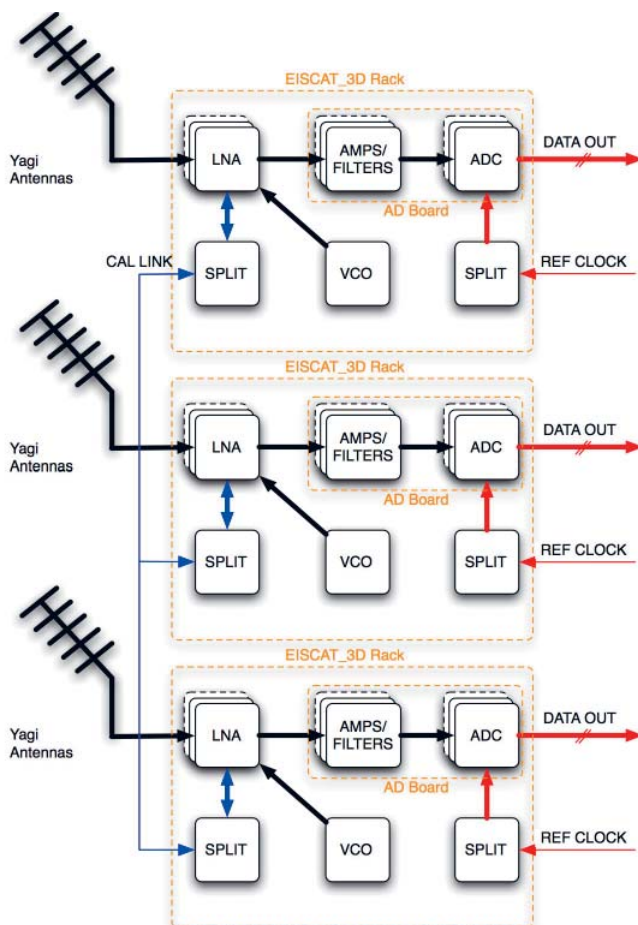 EISCAT_3D Rack
Yagi
Antennas
LNA
AMPS/
FILTERS
ADC
DATA OUT
AD Board
CAL LINK
SPLIT
VCO
SPLIT
REF CLOCK
EISCAT_3D Rack
Yagi
Antennas
LNA
AMPS/
FILTERS
ADC
DATA OUT
AD Board
SPLIT
VCO
SPLIT
REF CLOCK
EISCAT_3D Rack
Yagi
Antennas
LNA
AMPS/
FILTERS
ADC
DATA OUT
AD Board
SPLIT
VCO
SPLIT
REF CLOCK